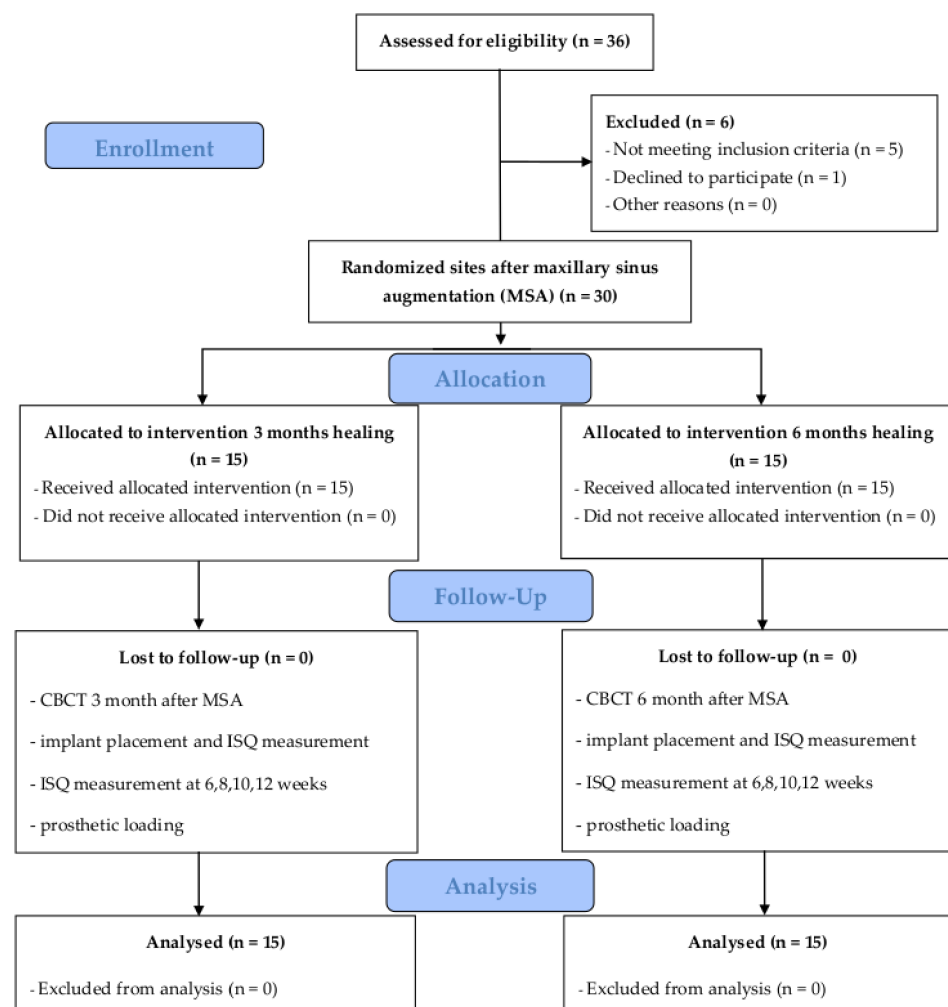 Assessed for eligibility (n = 36)
Enrollment
Excluded (n = 6)
- Not meeting inclusion criteria (n = 5)
- Declined to participate (n = 1)
- Other reasons (n = 0)
Randomized sites after maxillary sinus
augmentation (MSA) (n = 30)
Allocation
Allocated to intervention 3 months healing
(n = 15)
- Received allocated intervention (n = 15)
- Did not receive allocated intervention (n = 0)
Allocated to intervention 6 months healing
(n = 15)
- Received allocated intervention (n = 15)
- Did not receive allocated intervention (n = 0)
Follow-Up
Lost to follow-up (n = 0)
- CBCT 3 month after MSA
- implant placement and ISQ measurement
- ISQ measurement at 6,8,10,12 weeks
- prosthetic loading
Lost to follow-up (n = 0)
- CBCT 6 month after MSA
- implant placement and ISQ measurement
- ISQ measurement at 6,8,10,12 weeks
- prosthetic loading
Analysis
Analysed (n = 15)
- Excluded from analysis (n = 0)
Analysed (n = 15)
- Excluded from analysis (n = 0)